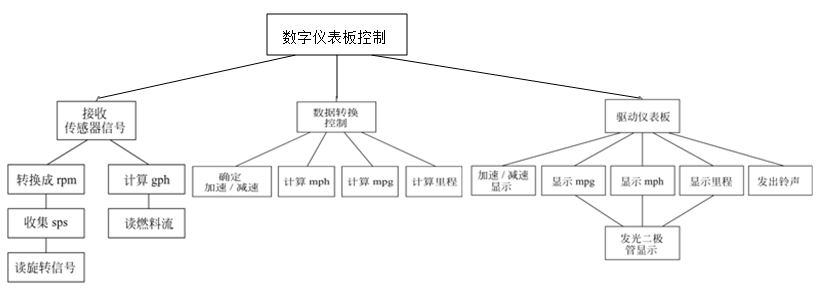 数字仪表板控制
接收
传感器信号
数据转换
控制
驱动仪表板
转换成 rpm
计算 gph
确定
加速 / 减速
计算 mph
计算 mpg
计算里程
加速 / 减速
显示
显示 mpg
显示 mph
显示里程
发出铃声
收集 sps
读燃料流
发光二极
管显示
读旋转信号